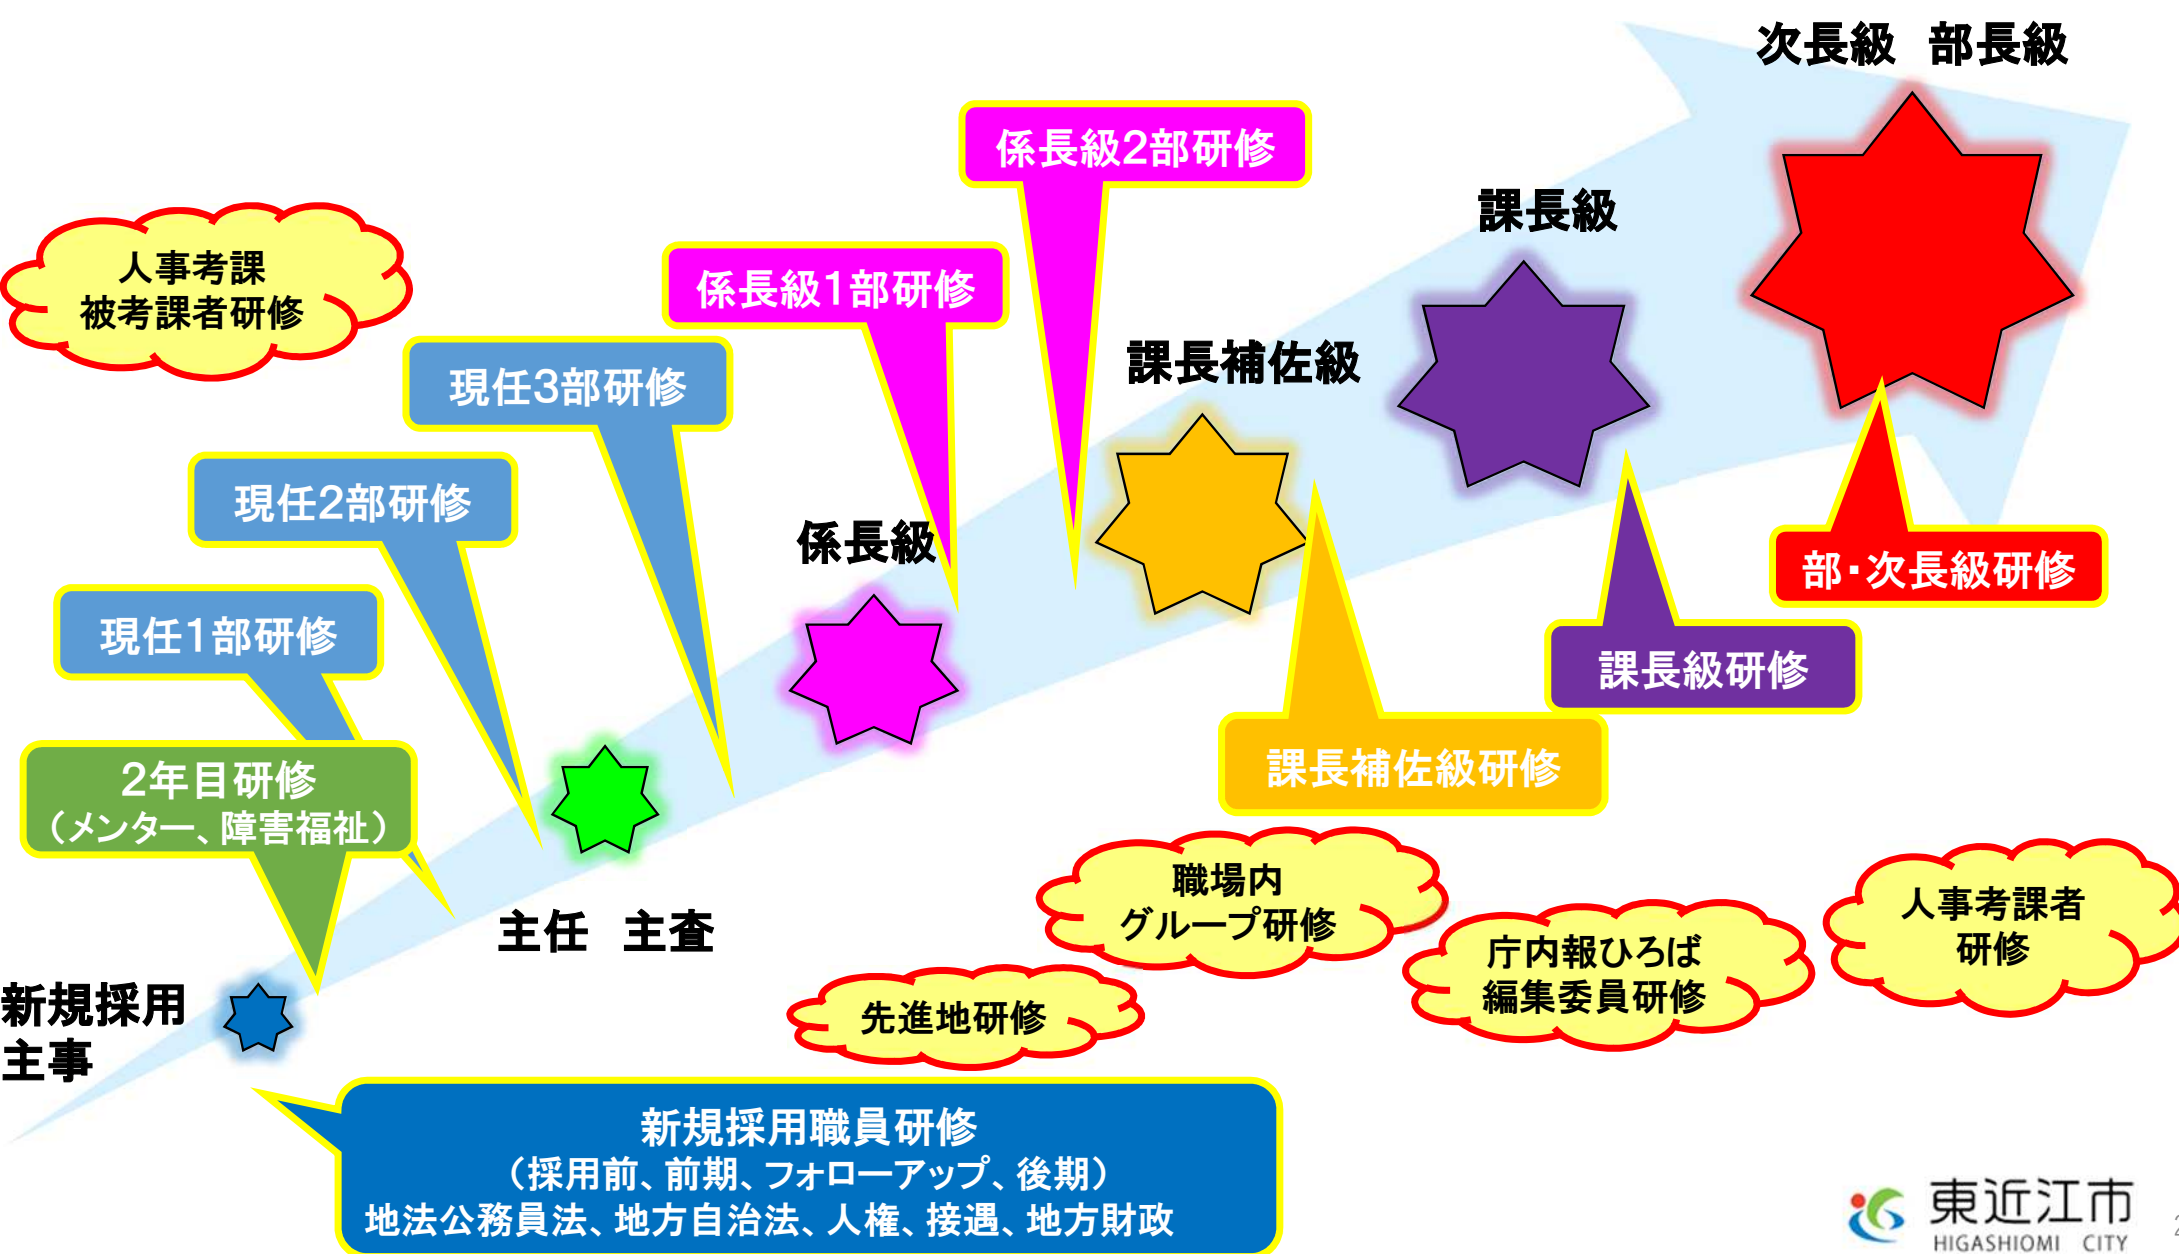 次長級　部長級
係長級2部研修
課長級
人事考課
被考課者研修
係長級1部研修
課長補佐級
現任3部研修
現任2部研修
係長級
部・次長級研修
現任1部研修
課長級研修
2年目研修
（メンター、障害福祉）
課長補佐級研修
主任　主査
職場内
グループ研修
人事考課者
研修
庁内報ひろば
編集委員研修
先進地研修
新規採用
主事
新規採用職員研修
（採用前、前期、フォローアップ、後期）
地法公務員法、地方自治法、人権、接遇、地方財政
東近江市
HIGASHIOMI CITY